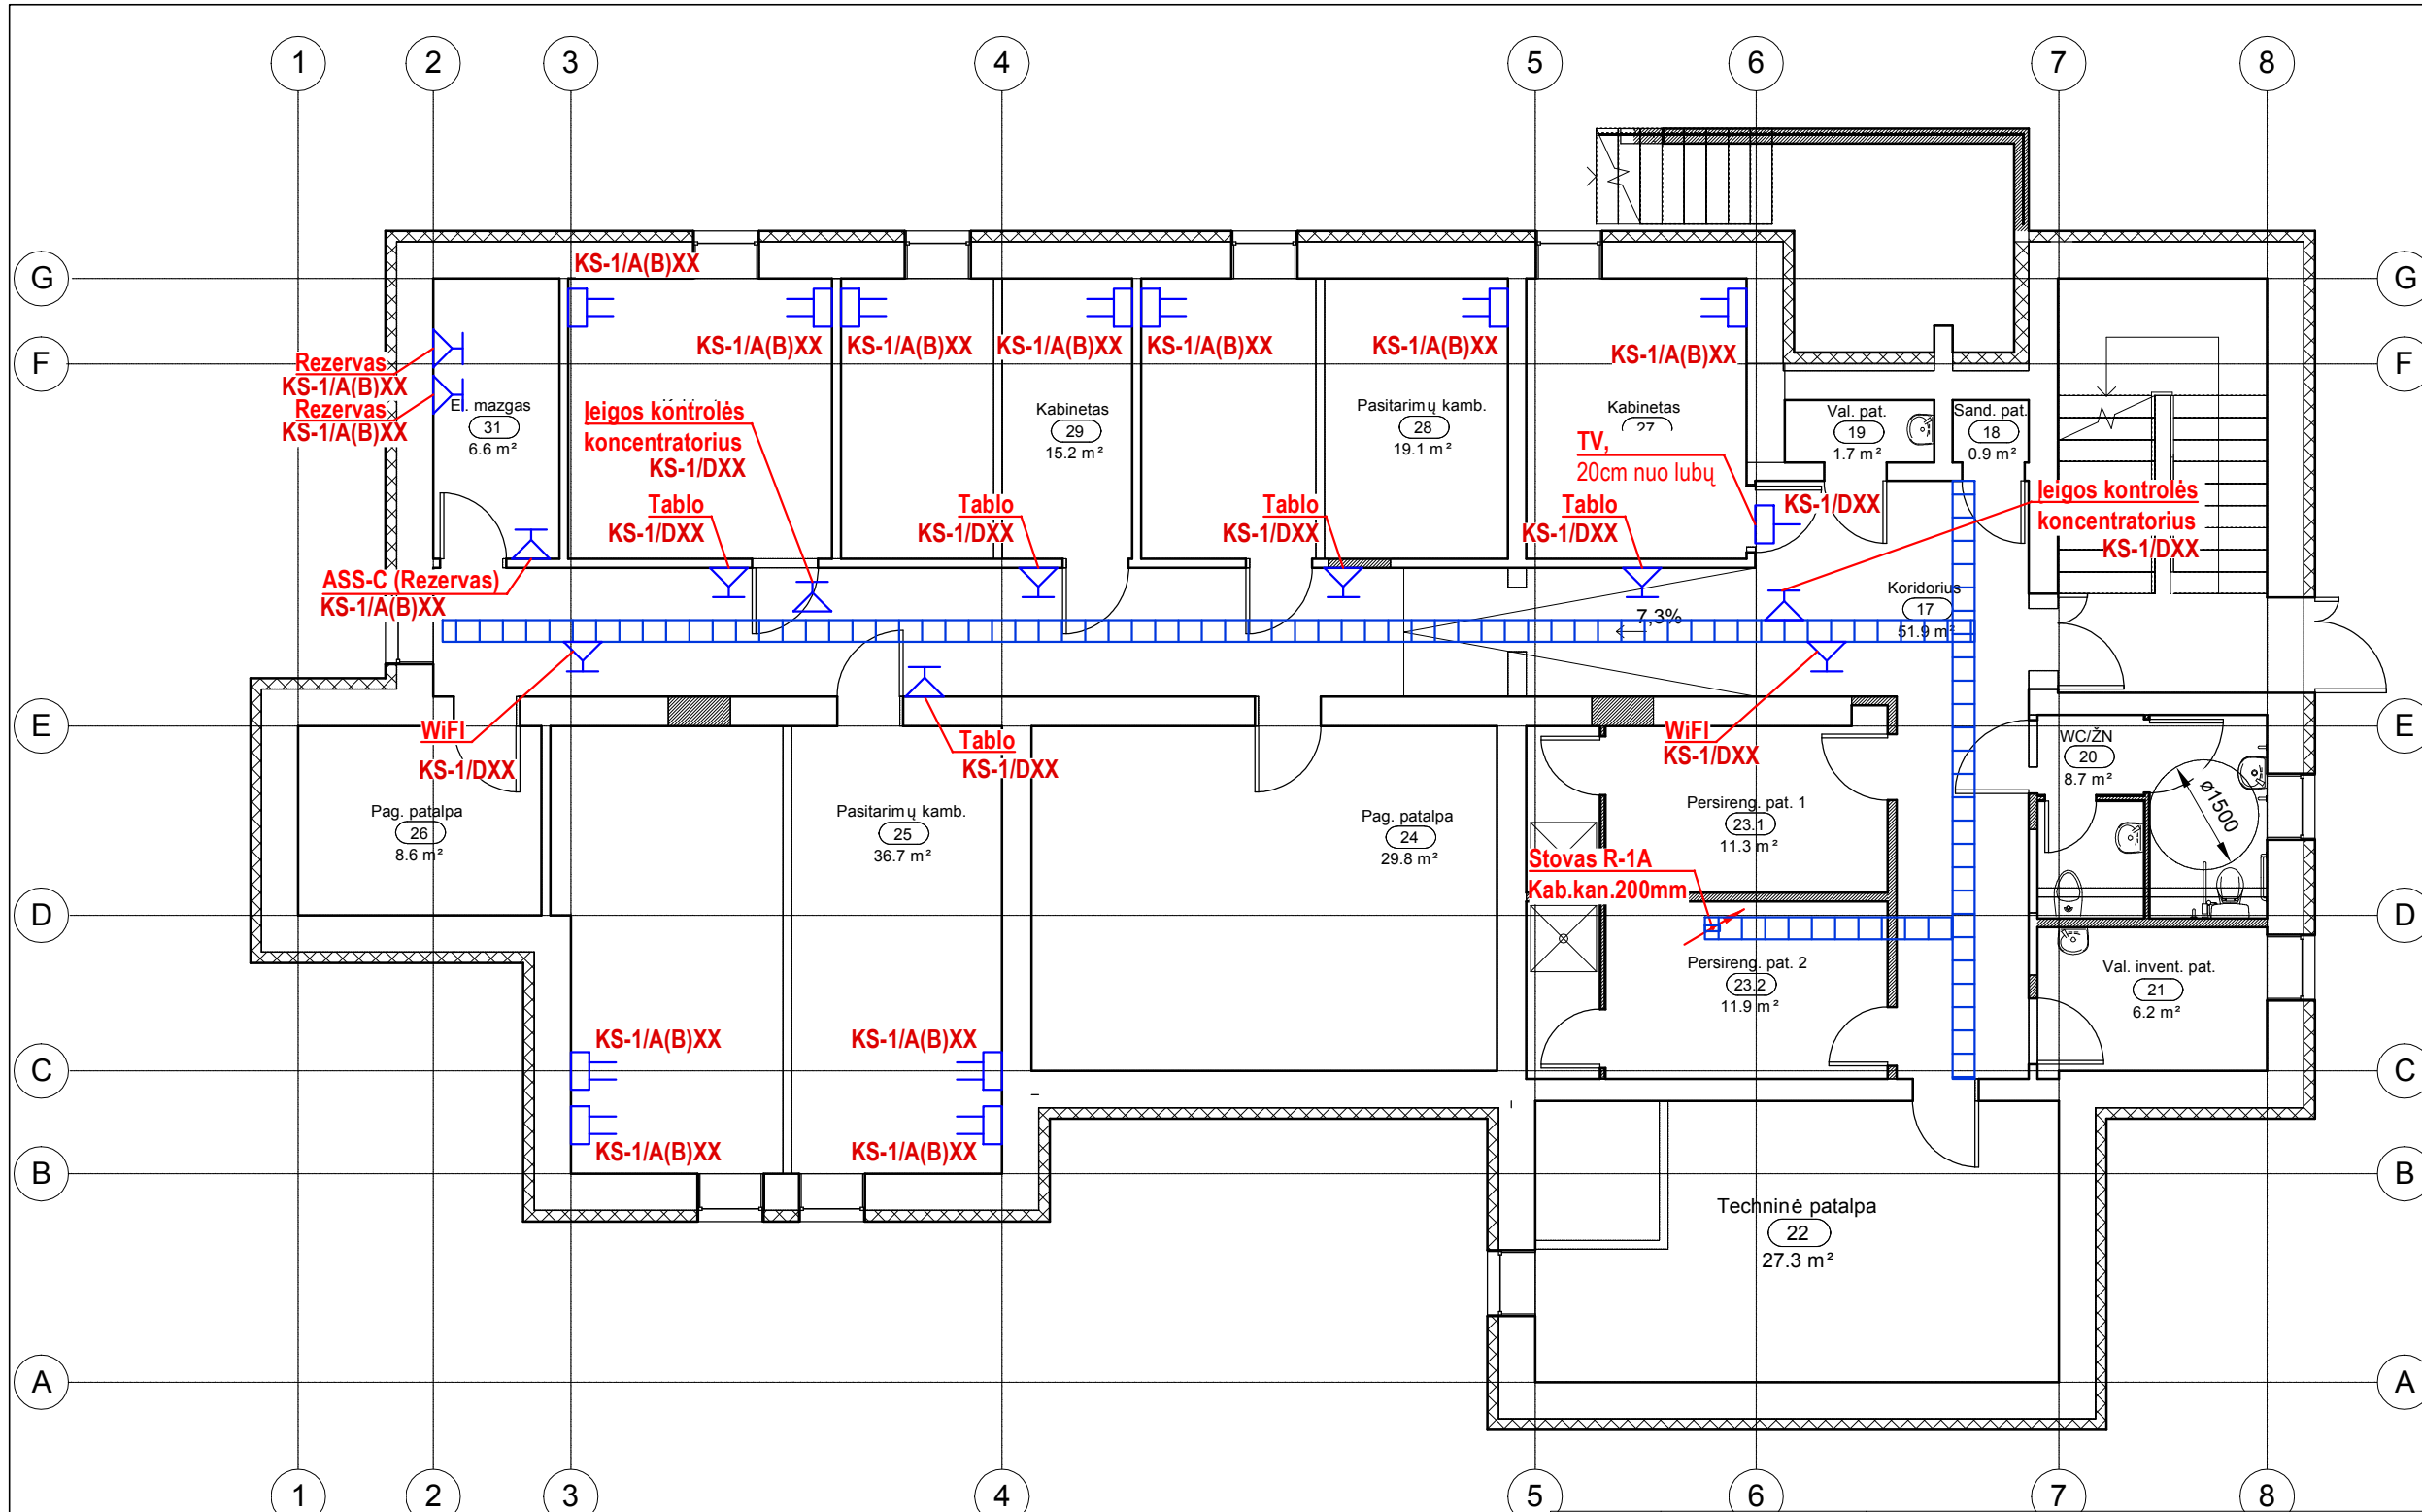 1 2 3 4 5 6 7 8
G G
KS-1/A(B)XX
KS-1/A(B)XX KS-1/A(B)XX KS-1/A(B)XX KS-1/A(B)XX KS-1/A(B)XX KS-1/A(B)XX
F F
Rezervas
KS-1/A(B)XX
Rezervas
KS-1/A(B)XX
El. mazgas
31
6.6 m²
Įeigos kontrolės
koncentratorius
KS-1/DXX
Kabinetas
29
15.2 m²
Pasitarimų kamb.
28
19.1 m²
Kabinetas
27
TV,
20cm nuo lubų
KS-1/DXX
Val. pat.
19
1.7 m²
Sand. pat.
18
0.9 m²
Įeigos kontrolės
koncentratorius
KS-1/DXX
Tablo
KS-1/DXX
Tablo
KS-1/DXX
Tablo
KS-1/DXX
Tablo
KS-1/DXX
ASS-C (Rezervas)
KS-1/A(B)XX
7,3%
Koridorius
17
51.9 m²
E E
WiFI
KS-1/DXX
Tablo
KS-1/DXX
WiFI
KS-1/DXX
WC/ŽN
20
8.7 m²
ø1500
Pag. patalpa
26
8.6 m²
Pasitarimų kamb.
25
36.7 m²
Pag. patalpa
24
29.8 m²
Persireng. pat. 1
23.1
11.3 m²
Stovas R-1A
Kab.kan.200mm
D D
Persireng. pat. 2
23.2
11.9 m²
Val. invent. pat.
21
6.2 m²
KS-1/A(B)XX KS-1/A(B)XX
C C
KS-1/A(B)XX KS-1/A(B)XX
B B
Techninė patalpa
22
27.3 m²
A A
1 2 3 4 5 6 7 8